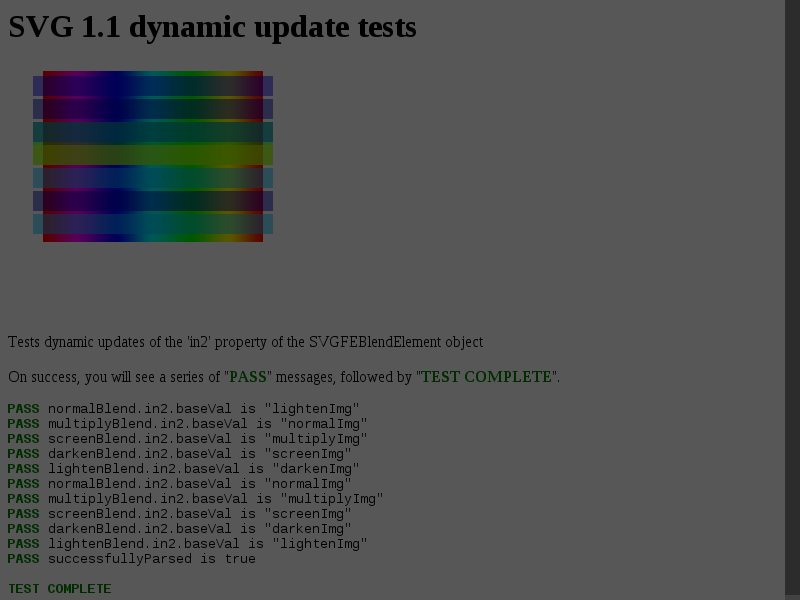 SVG 1.1 dynamic update tests
Tests dynamic updates of the 'in2' property of the SVGFEBlendElement object
On success, you will see a series of "PASS" messages, followed by "TEST COMPLETE".
PASS normalBlend.in2.baseVal is "lightenImg"
PASS multiplyBlend.in2.baseVal is "normalImg"
PASS screenBlend.in2.baseVal is "multiplyImg"
PASS darkenBlend.in2.baseVal is "screenImg"
PASS lightenBlend.in2.baseVal is "darkenImg"
PASS normalBlend.in2.baseVal is "normalImg"
PASS multiplyBlend.in2.baseVal is "multiplyImg"
PASS screenBlend.in2.baseVal is "screenImg"
PASS darkenBlend.in2.baseVal is "darkenImg"
PASS lightenBlend.in2.baseVal is "lightenImg"
PASS successfullyParsed is true
TEST COMPLETE